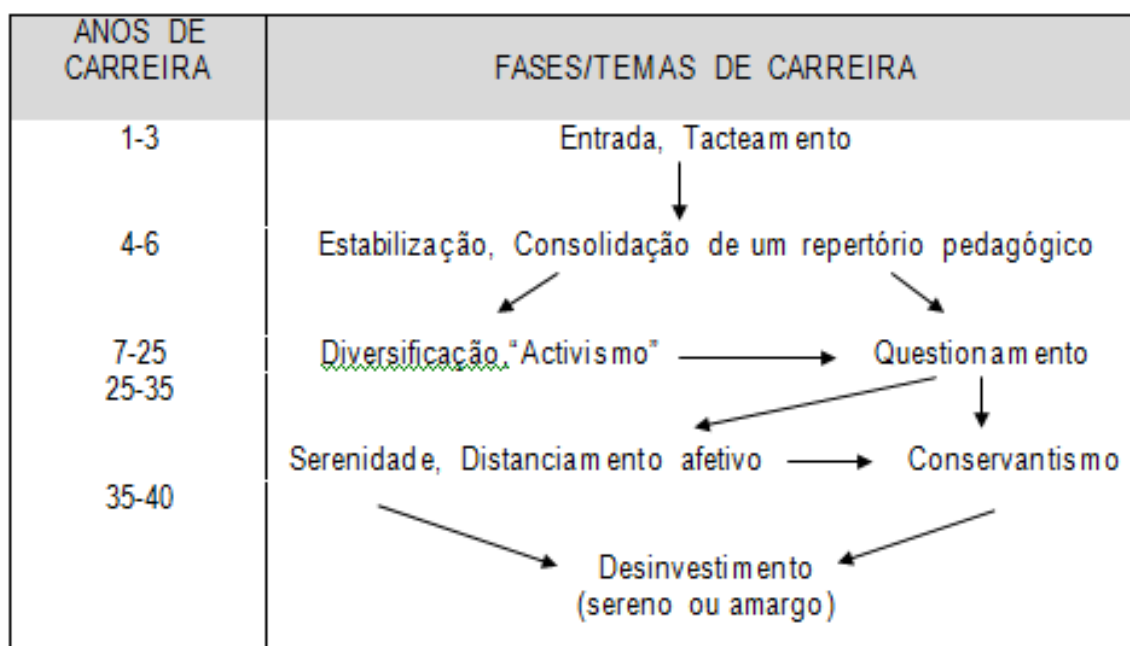 ANOS DE
CARREIRA
FASES/TEMAS DE CARREIRA
1-3
Entrada, Tacteamento
4-6
Estabilização, Consolidação de um repertório pedagógico
7-25
Diversificação,“Activismo”
Questionamento
25-35
Serenidade, Distanciamento afetivo
Conservantismo
35-40
Desinvestimento
(sereno ou amargo)